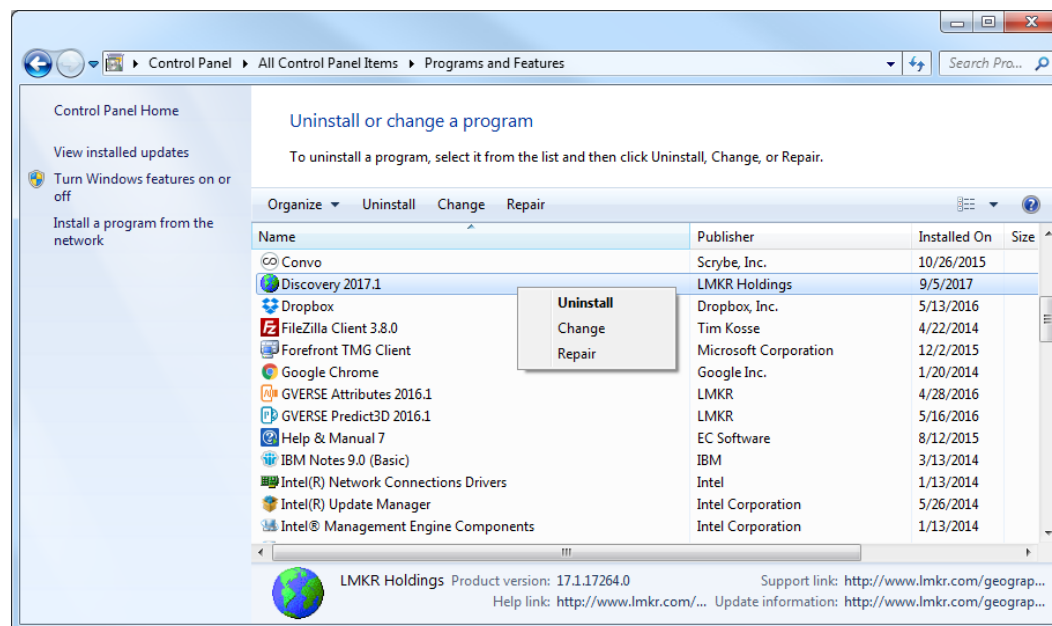 Control Panel ▸ All Control Panel Items ▸ Programs and Features
Search Pro...
Control Panel Home
View installed updates
Turn Windows features on or
off
Install a program from the
network
Uninstall or change a program
To uninstall a program, select it from the list and then click Uninstall, Change, or Repair.
Organize Uninstall Change Repair
Name Publisher Installed On Size
Convo Scrybe, Inc. 10/26/2015
Discovery 2017.1 LMKR Holdings 9/5/2017
Dropbox Dropbox, Inc. 5/13/2016
FileZilla Client 3.8.0 Tim Kosse 4/22/2014
Forefront TMG Client Microsoft Corporation 12/2/2015
Google Chrome Google Inc. 1/20/2014
GVERSE Attributes 2016.1 LMKR 4/28/2016
GVERSE Predict3D 2016.1 LMKR 5/16/2016
Help & Manual 7 EC Software 8/12/2015
IBM Notes 9.0 (Basic) IBM 3/13/2014
Intel(R) Network Connections Drivers Intel 1/13/2014
Intel(R) Update Manager Intel Corporation 5/26/2014
Intel® Management Engine Components Intel Corporation 1/13/2014
Uninstall
Change
Repair
LMKR Holdings Product version: 17.1.17264.0 Support link: http://www.lmkr.com/geograp...
Help link: http://www.lmkr.com/... Update information: http://www.lmkr.com/geograp...